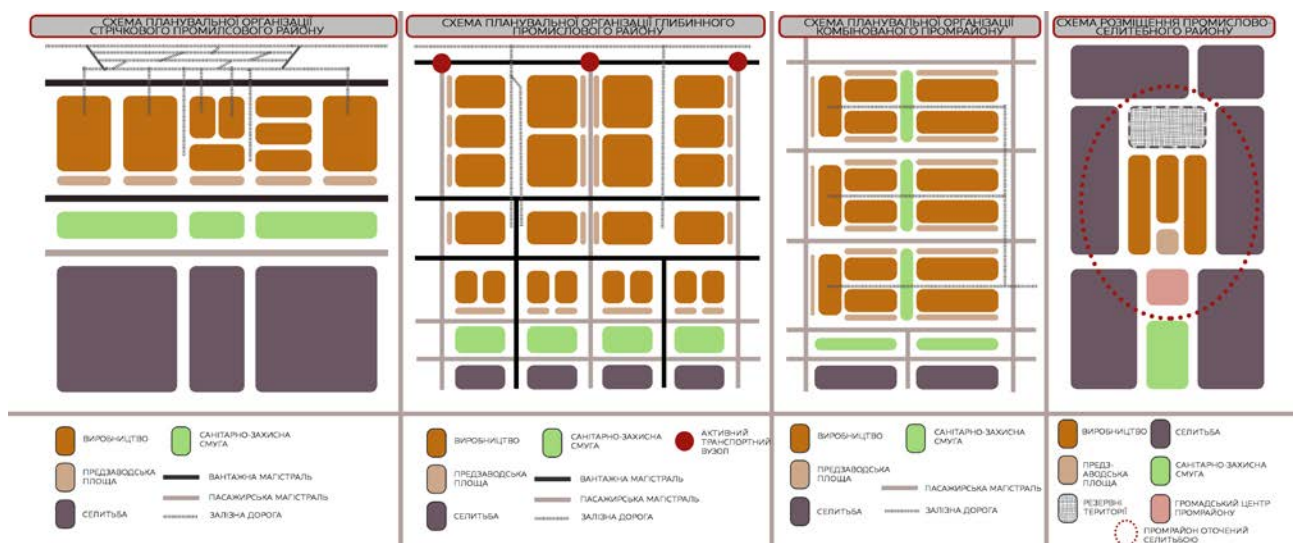 СХЕМА ПЛАНУВАЛЬНОЇ ОРГАНІЗАЦІЇ
СТРІЧКОВОГО ПРОМИЛСОВОГО РАЙОНУ
СХЕМА ПЛАНУВАЛЬНОЇ ОРГАНІЗАЦІЇ ГЛИБИННОГО
ПРОМИСЛОВОГО РАЙОНУ
СХЕМА ПЛАНУВАЛЬНОЇ ОРГАНІЗАЦІЇ
КОМБІНОВАНОГО ПРОМРАЙОНУ
СХЕМА РОЗМІЩЕННЯ ПРОМИСЛОВО-
СЕЛИТЕБНОГО РАЙОНУ
ВИРОБНИЦТВО
САНІТАРНО-ЗАХИСНА
СМУГА
ПРЕДЗАВОДСЬКА
ПЛОЩА
ВАНТАЖНА МАГІСТРАЛЬ
ПАСАЖИРСЬКА МАГІСТРАЛЬ
СЕЛИТЬБА
ЗАЛІЗНА ДОРОГА
ВИРОБНИЦТВО
САНІТАРНО-ЗАХИСНА
СМУГА
АКТИВНИЙ
ТРАНСПОРТНИЙ
ВУЗОЛ
ПРЕДЗАВОДСЬКА
ПЛОЩА
ВАНТАЖНА МАГІСТРАЛЬ
ПАСАЖИРСЬКА МАГІСТРАЛЬ
СЕЛИТЬБА
ЗАЛІЗНА ДОРОГА
ВИРОБНИЦТВО
САНІТАРНО-ЗАХИСНА
СМУГА
ПРЕДЗАВОДСЬКА
ПЛОЩА
ПАСАЖИРСЬКА МАГІСТРАЛЬ
СЕЛИТЬБА
ЗАЛІЗНА ДОРОГА
ВИРОБНИЦТВО
СЕЛИТЬБА
ПРЕДЗ-
АВОДСЬКА
ПЛОЩА
САНІТАРНО-ЗАХИСНА
СМУГА
РЕЗЕРВНІ
ТЕРИТОРІЇ
ГРОМАДСЬКИЙ ЦЕНТР
ПРОМРАЙОНУ
ПРОМРАЙОН ОТОЧЕНИЙ
СЕЛИТЬБОЮ